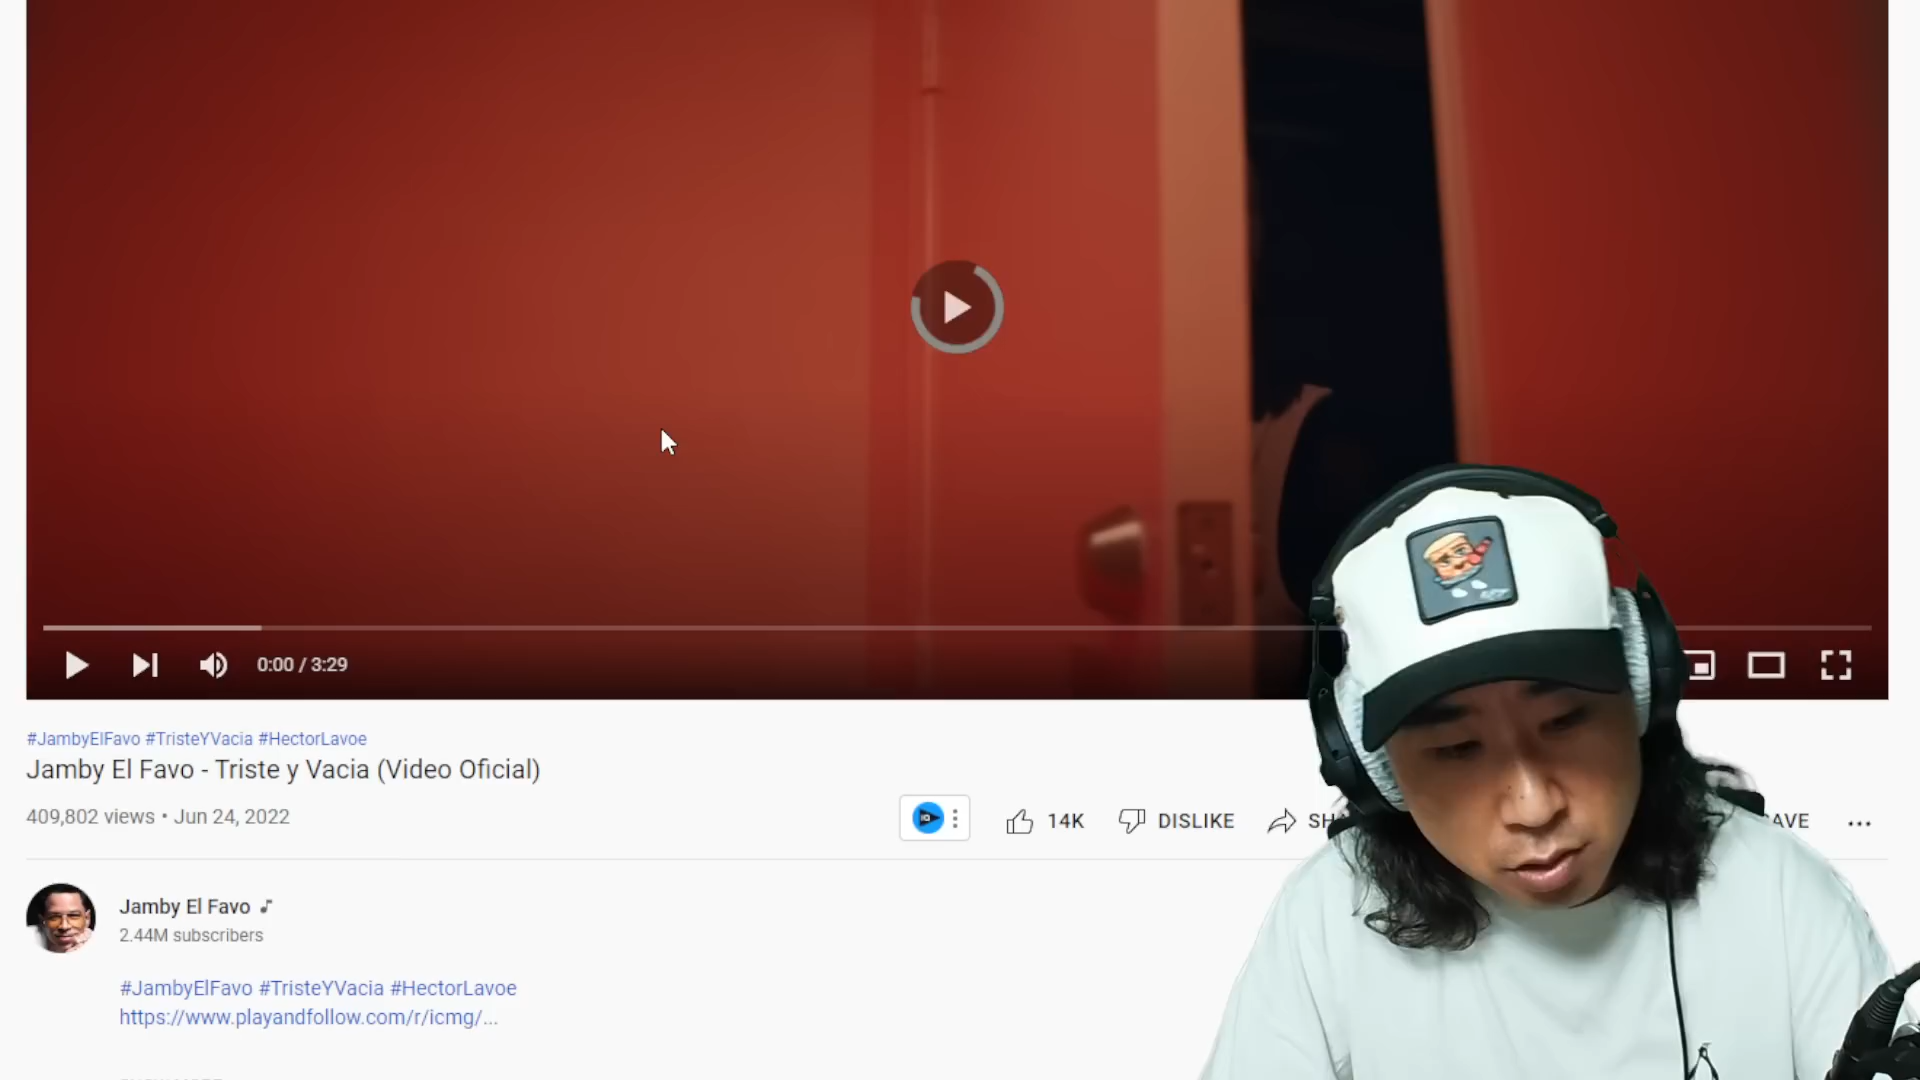 0:00 / 3:29
#JambyElFavo #TristeYVacia #HectorLavoe
Jamby El Favo - Triste y Vacia (Video Oficial)
409,802 views • Jun 24, 2022
IQ
14K DISLIKE
Jamby El Favo
2.44M subscribers
#JambyElFavo #TristeYVacia #HectorLavoe
https://www.playandfollow.com/r/icmg/...